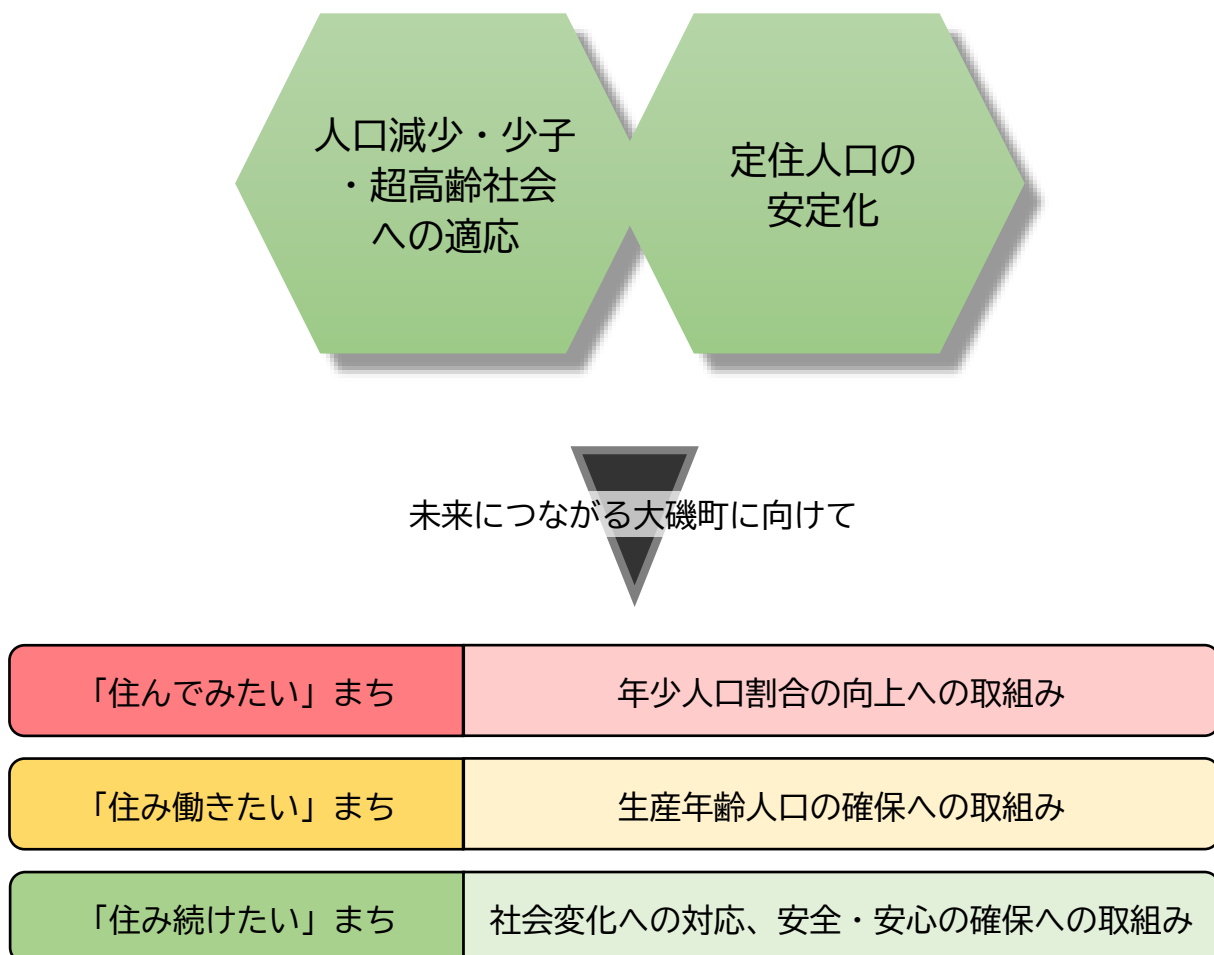 人口減少・少子
・超高齢社会
への適応
定住人口の
安定化
未来につながる大磯町に向けて
「住んでみたい」まち
年少人口割合の向上への取組み
「住み働きたい」まち
生産年齢人口の確保への取組み
「住み続けたい」まち
社会変化への対応、安全・安心の確保への取組み